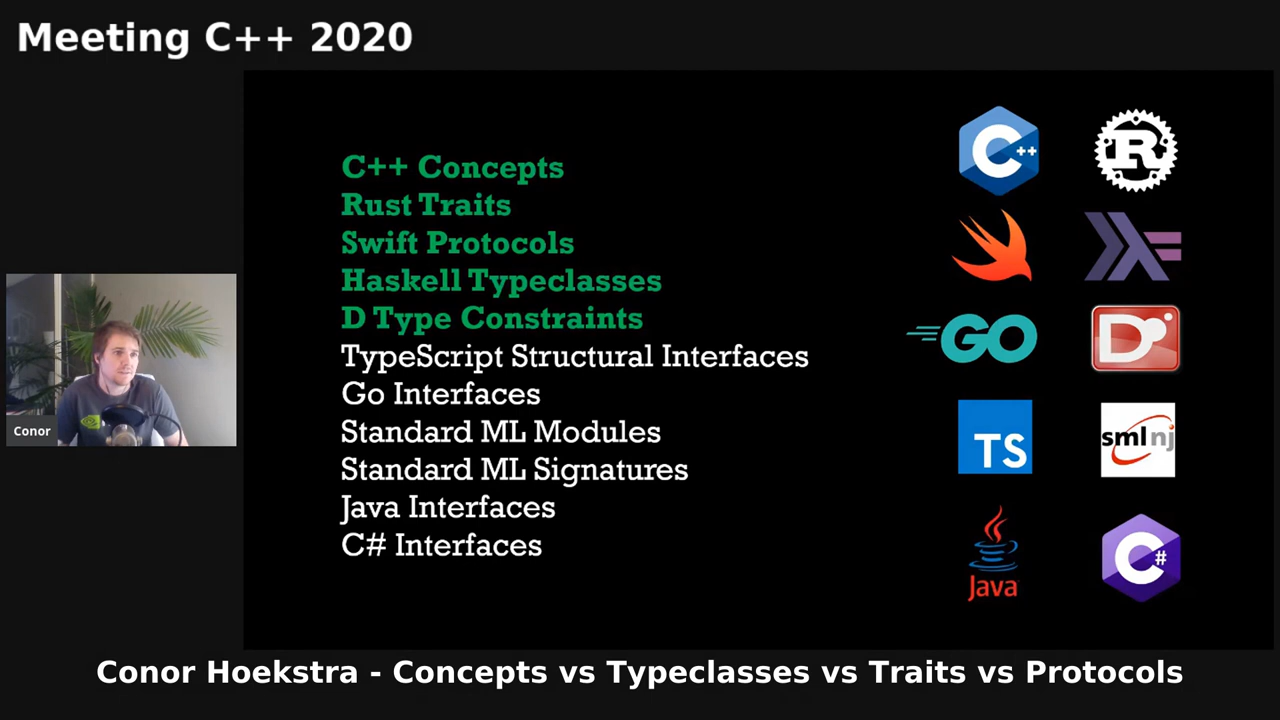 Meeting C++ 2020
C++ Concepts
Rust Traits
Swift Protocols
Haskell Typeclasses
D Type Constraints
TypeScript Structural Interfaces
Go Interfaces
Standard ML Modules
Standard ML Signatures
Java Interfaces
C# Interfaces
C++
R
GO
D
TS
sml nj
Java
C#
Conor
Conor Hoekstra - Concepts vs Typeclasses vs Traits vs Protocols